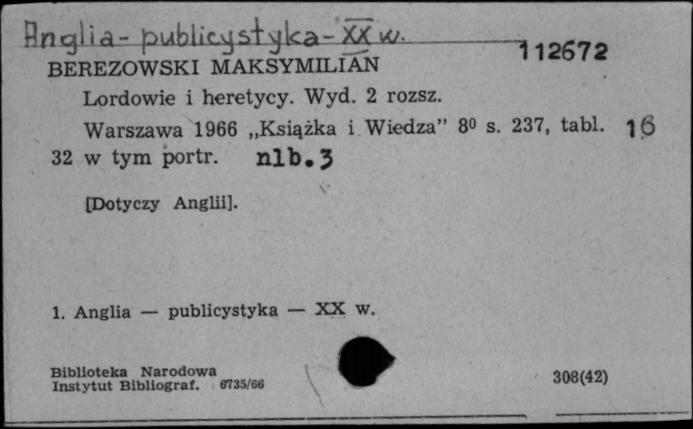 Anglia - publicystyka - XX w.
112672
BEREZOWSKI MAKSYMILIAN
Lordowie i heretycy. Wyd. 2 rozsz.
Warszawa 1966 „Książka i Wiedza” 8⁰ s. 237, tabl. 16
32 w tym portr. nlb. 3
[Dotyczy Anglii].
1. Anglia — publicystyka — XX w.
Biblioteka Narodowa
Instytut Bibliograf. 6735/66
308(42)